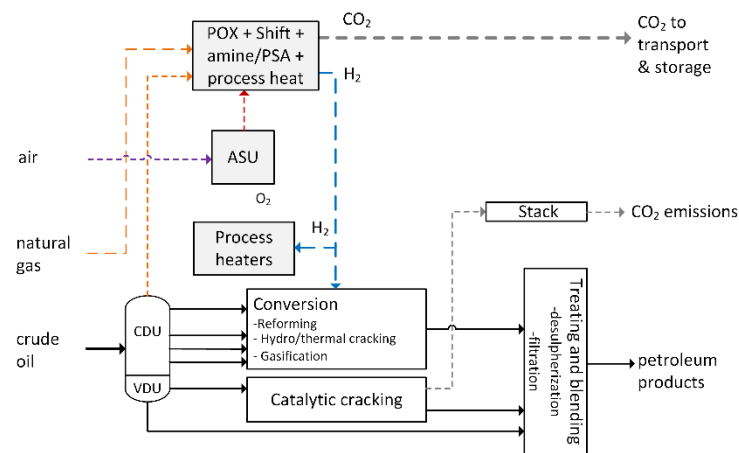 POX + Shift +
amine/PSA +
process heat
CO₂
CO₂ to
transport
& storage
H₂
air
ASU
O₂
Stack
CO₂ emissions
natural
gas
Process
heaters
H₂
crude
oil
CDU
VDU
Conversion
-Reforming
- Hydro/thermal cracking
- Gasification
Catalytic cracking
Treating and blending
-desulpherization
-filtration
petroleum
products